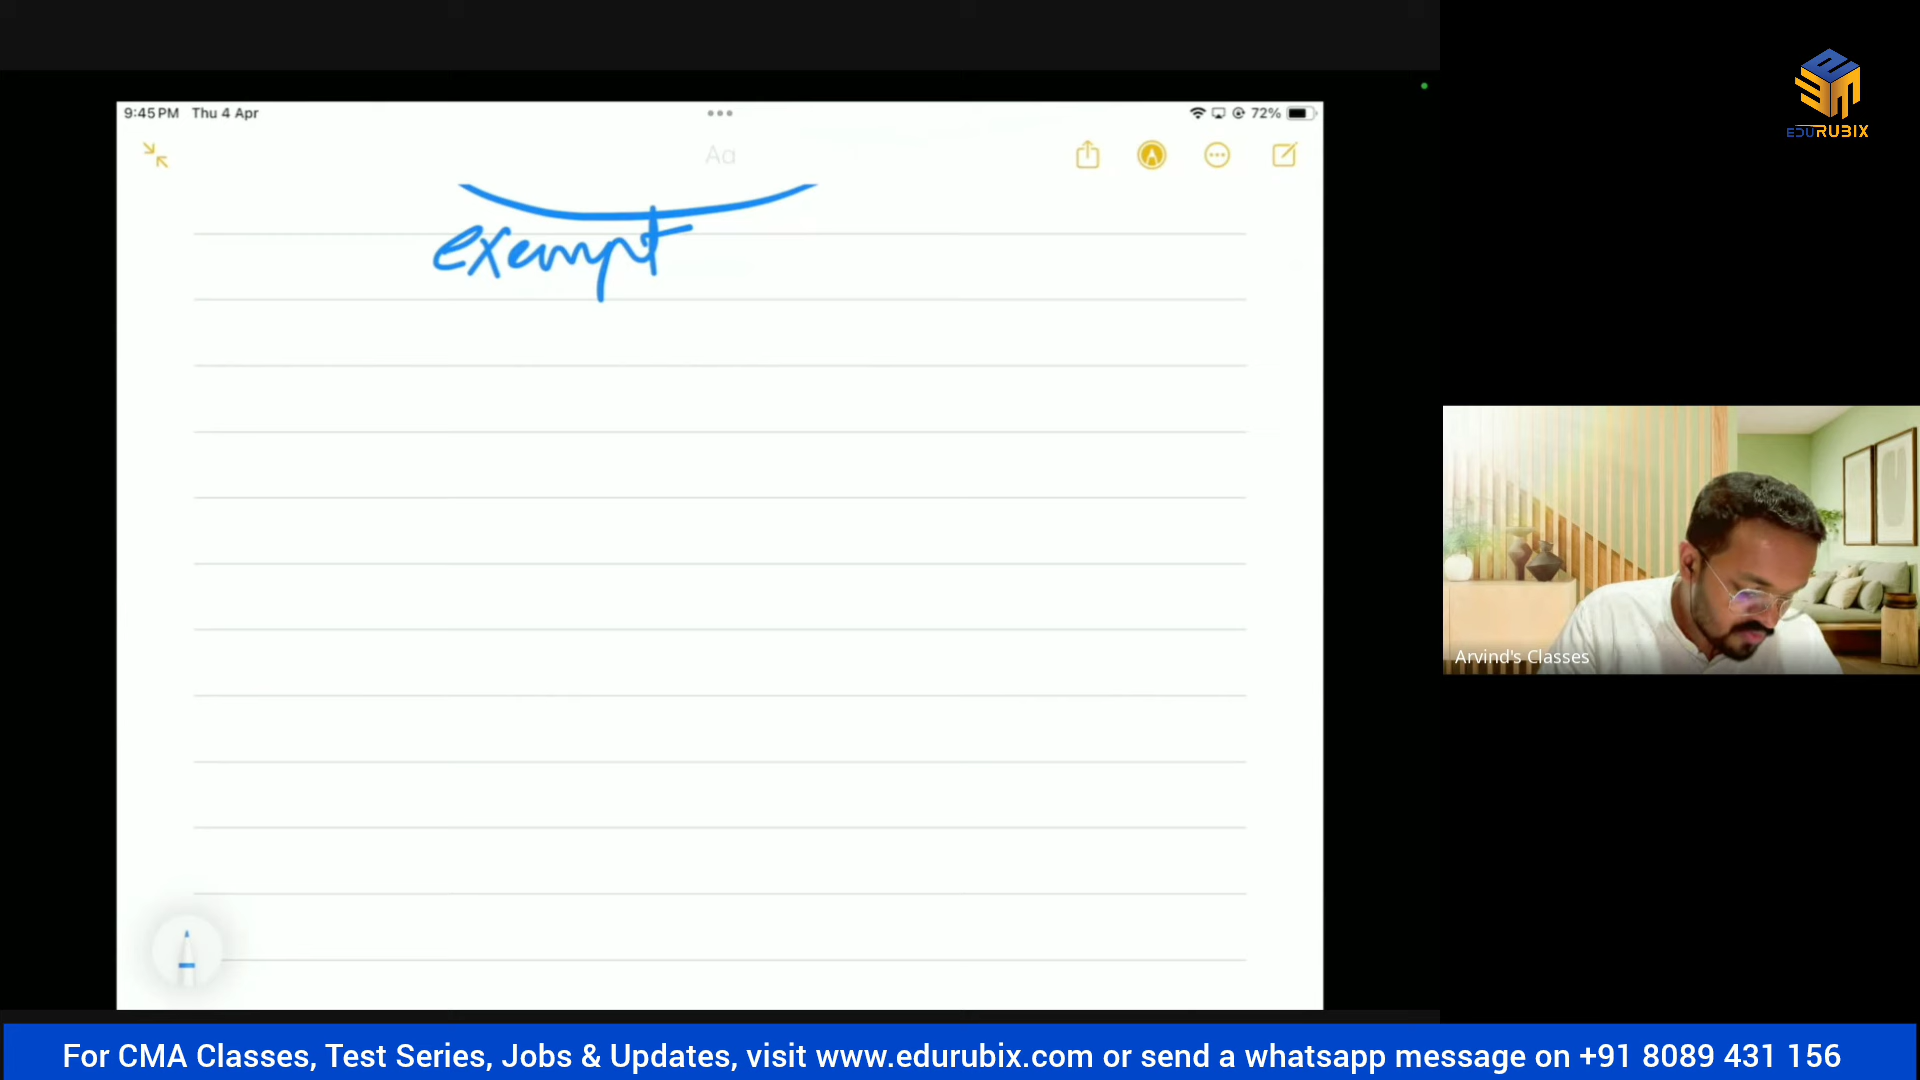 9:45 PM Thu 4 Apr
72%
Aa
exempt
EDURUBIX
Arvind's Classes
For CMA Classes, Test Series, Jobs & Updates, visit www.edurubix.com or send a whatsapp message on +91 8089 431 156